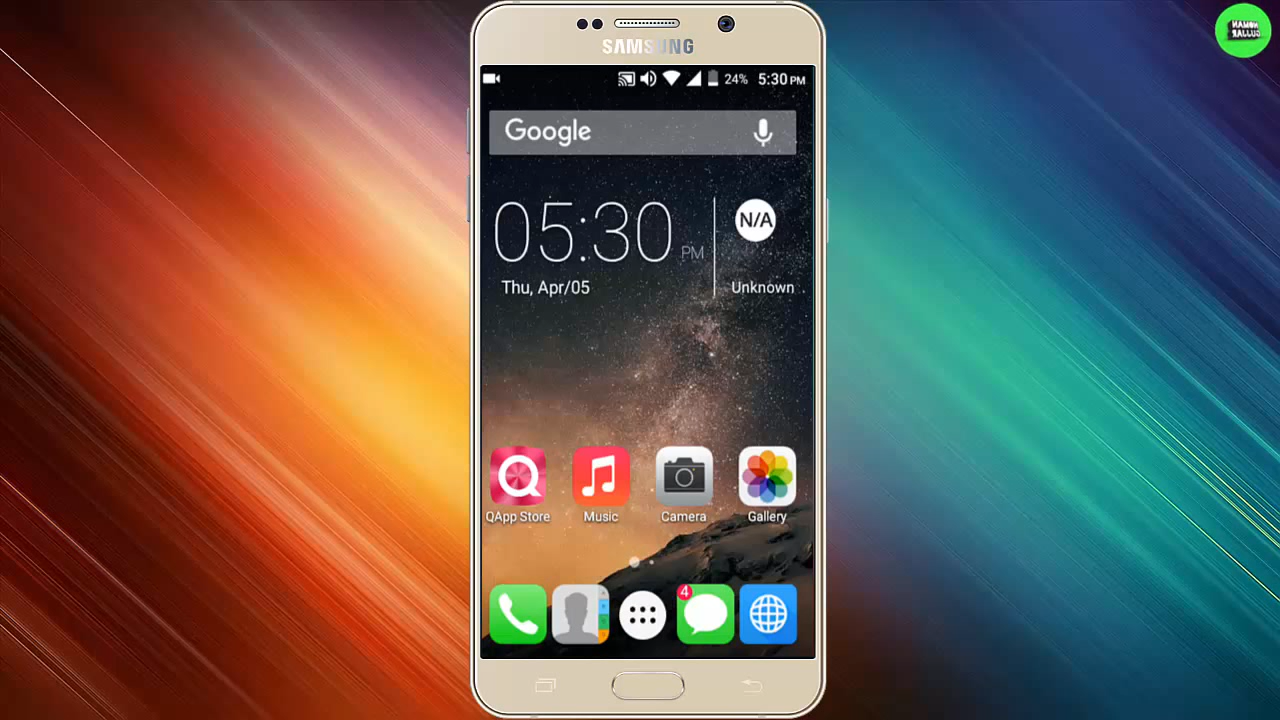 SAMSUNG
24% 5:30 PM
Google
05:30 PM
N/A
Thu, Apr/05
Unknown
QApp Store
Music
Camera
Gallery
4